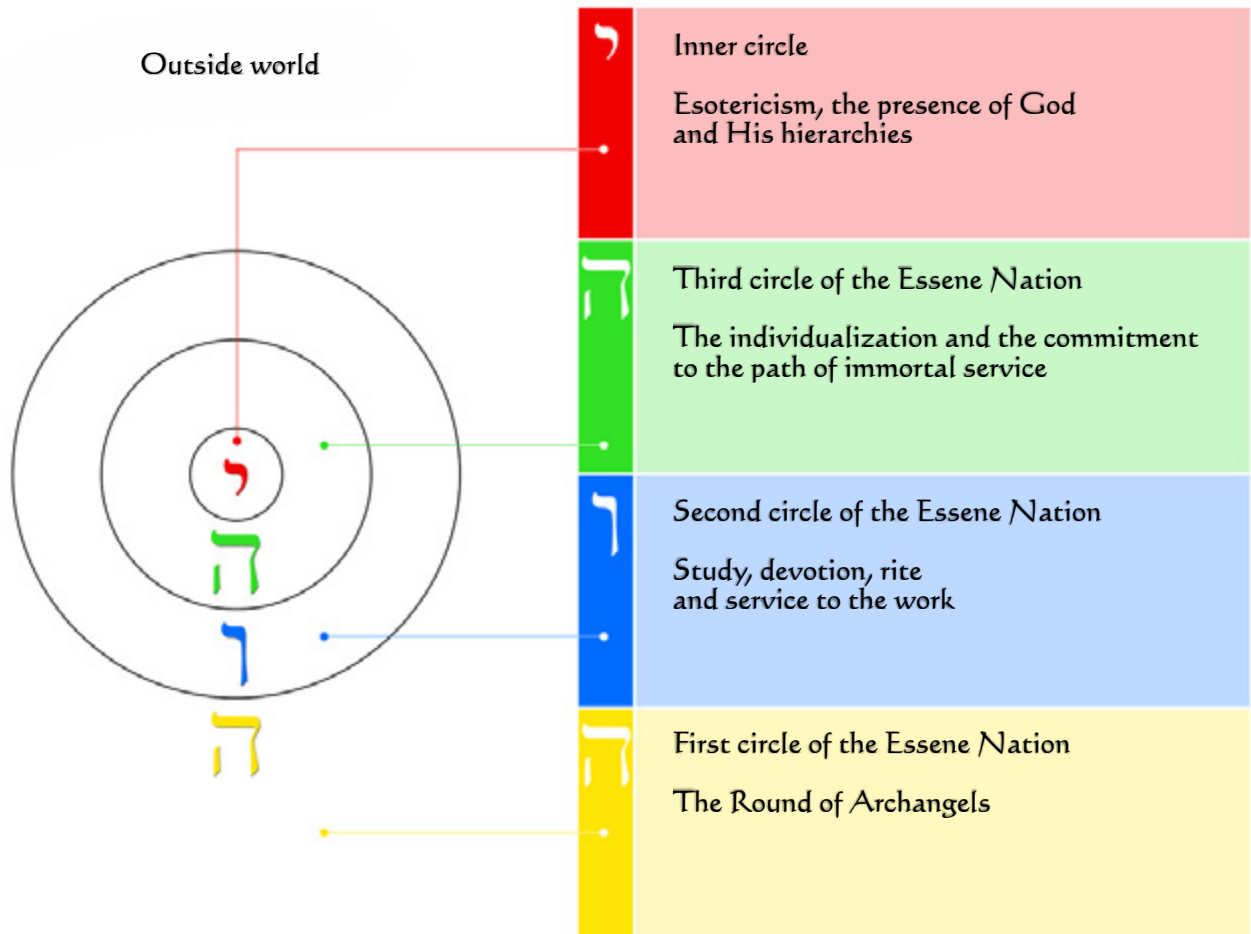 Outside world
י
ה
ו
ה
י
Inner circle
Esotericism, the presence of God
and His hierarchies
ה
Third circle of the Essene Nation
The individualization and the commitment
to the path of immortal service
ו
Second circle of the Essene Nation
Study, devotion, rite
and service to the work
ה
First circle of the Essene Nation
The Round of Archangels